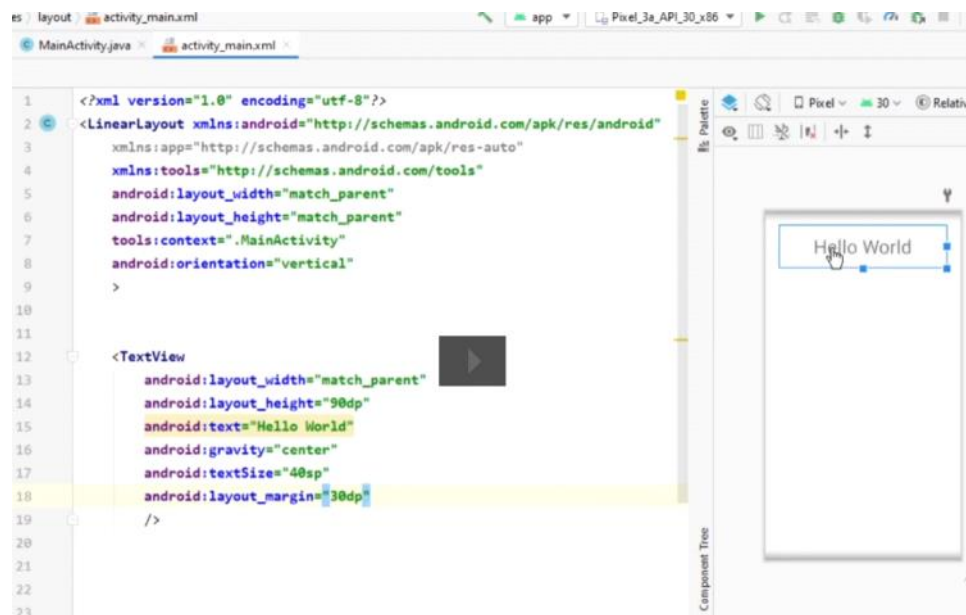 es layout activity_main.xml app Pixel_3a_API_30_x86
MainActivity.java activity_main.xml
Pixel 30 Relativ
Palette
1 <?xml version="1.0" encoding="utf-8"?>
2 <LinearLayout xmlns:android="http://schemas.android.com/apk/res/android"
3 xmlns:app="http://schemas.android.com/apk/res-auto"
4 xmlns:tools="http://schemas.android.com/tools"
5 android:layout_width="match_parent"
6 android:layout_height="match_parent"
7 tools:context=".MainActivity"
8 android:orientation="vertical"
9 >
10
11
12 <TextView
13 android:layout_width="match_parent"
14 android:layout_height="90dp"
15 android:text="Hello World"
16 android:gravity="center"
17 android:textSize="40sp"
18 android:layout_margin="30dp"
19 />
20
21
22
23
Hello World
Component Tree